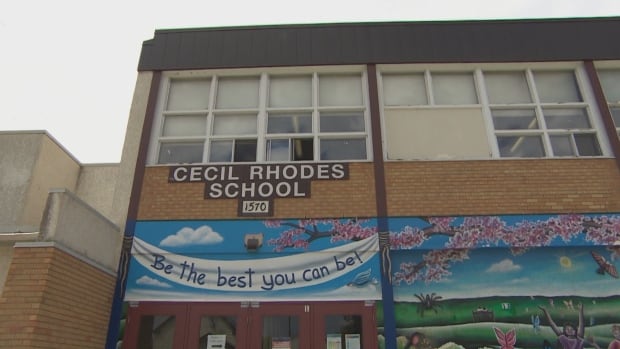 CECIL RHODES
SCHOOL
1570
Be the best you can be!